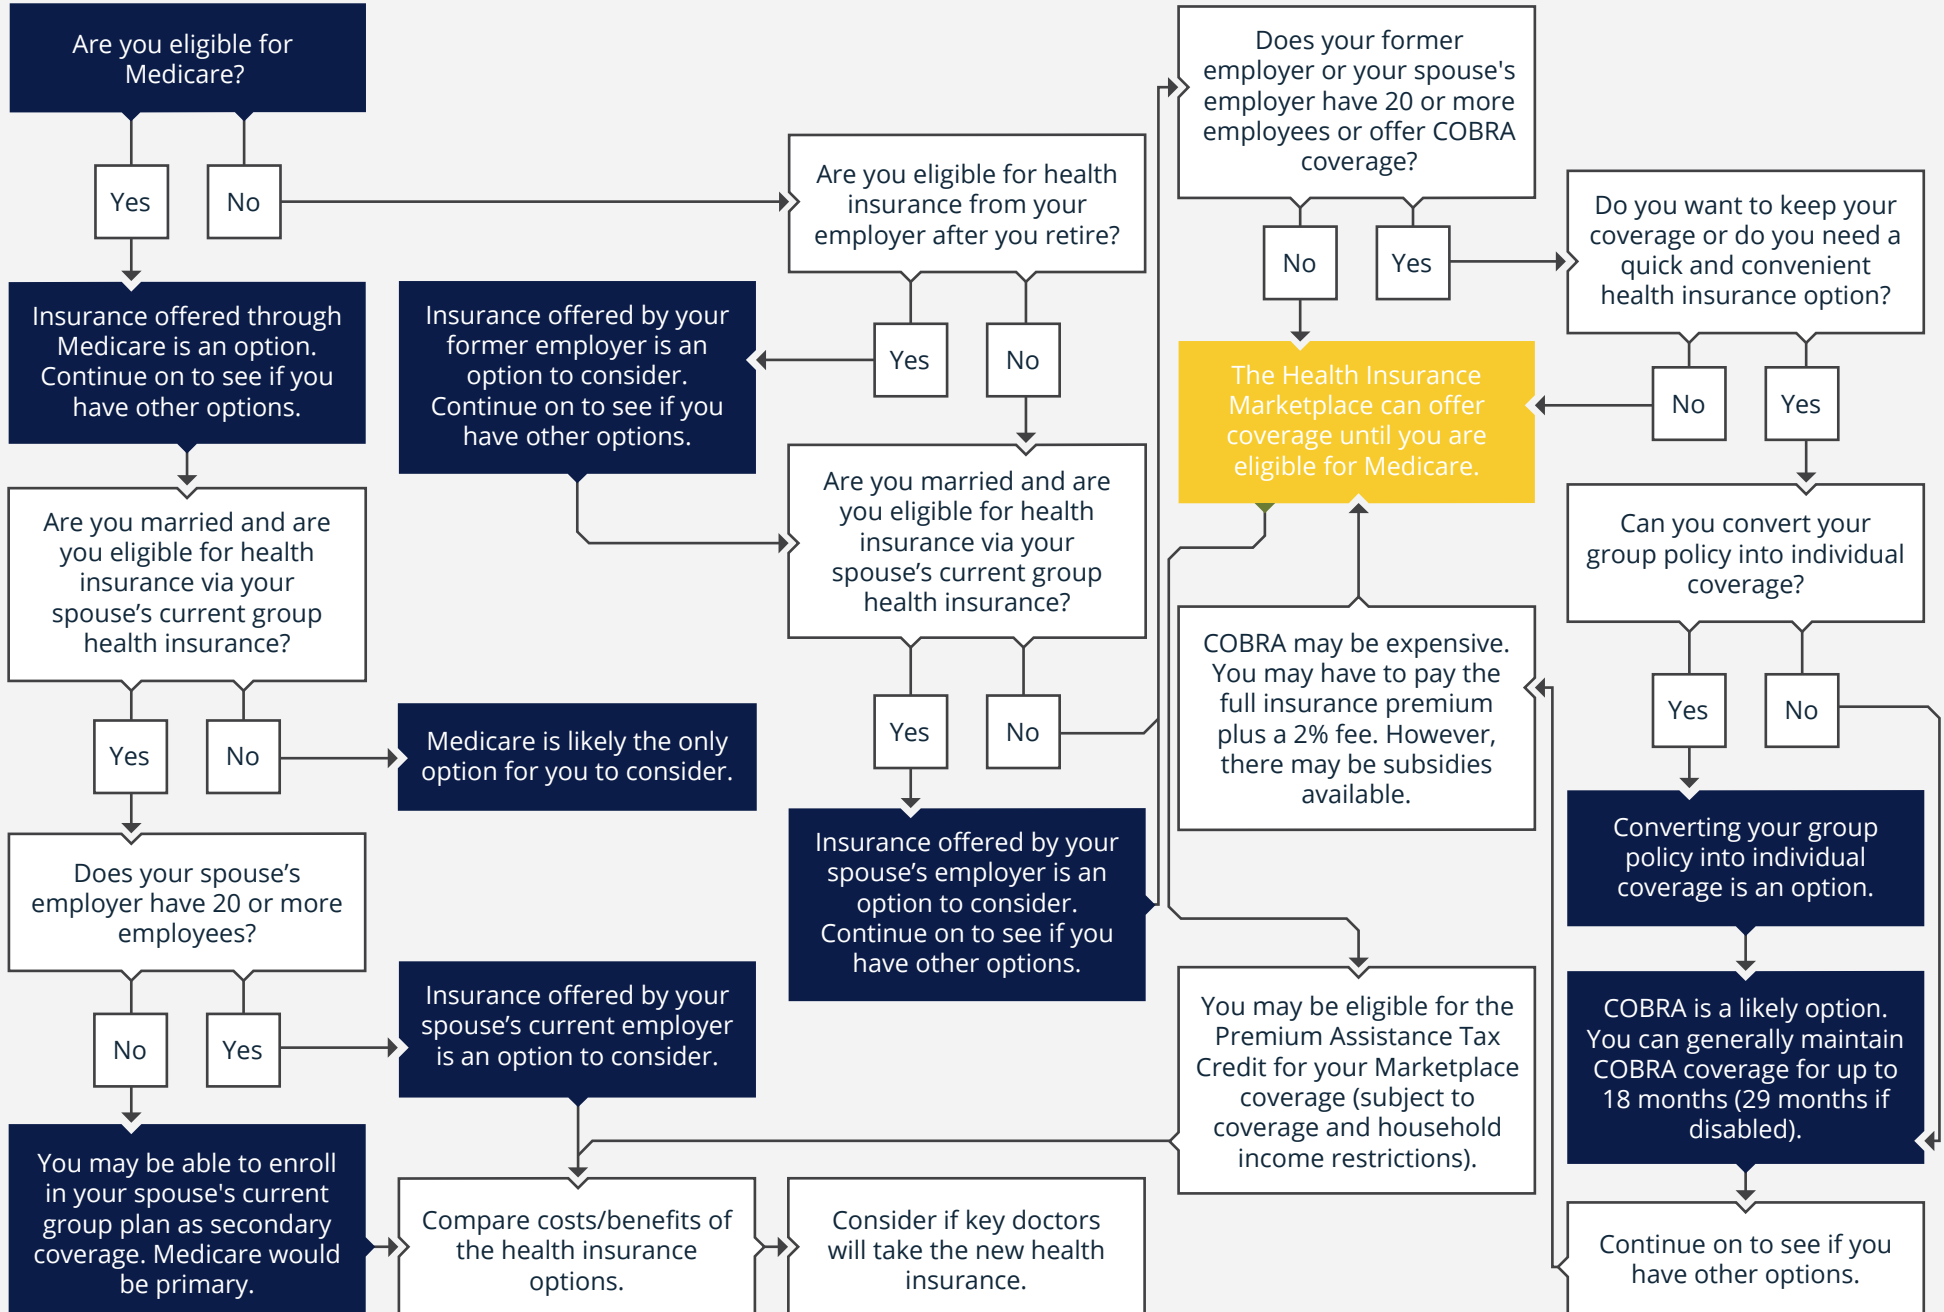 Are you eligible for
Medicare?
Yes
No
Insurance offered through
Medicare is an option.
Continue on to see if you
have other options.
Are you married and are
you eligible for health
insurance via your
spouse’s current group
health insurance?
Yes
No
Medicare is likely the only
option for you to consider.
Does your spouse’s
employer have 20 or more
employees?
No
Yes
Insurance offered by your
spouse’s current employer
is an option to consider.
You may be able to enroll
in your spouse's current
group plan as secondary
coverage. Medicare would
be primary.
Compare costs/benefits of
the health insurance
options.
Consider if key doctors
will take the new health
insurance.
Are you eligible for health
insurance from your
employer after you retire?
Yes
No
Insurance offered by your
former employer is an
option to consider.
Continue on to see if you
have other options.
Are you married and are
you eligible for health
insurance via your
spouse’s current group
health insurance?
Yes
No
Insurance offered by your
spouse’s employer is an
option to consider.
Continue on to see if you
have other options.
Does your former
employer or your spouse's
employer have 20 or more
employees or offer COBRA
coverage?
No
Yes
The Health Insurance
Marketplace can offer
coverage until you are
eligible for Medicare.
COBRA may be expensive.
You may have to pay the
full insurance premium
plus a 2% fee. However,
there may be subsidies
available.
You may be eligible for the
Premium Assistance Tax
Credit for your Marketplace
coverage (subject to
coverage and household
income restrictions).
Do you want to keep your
coverage or do you need a
quick and convenient
health insurance option?
No
Yes
Can you convert your
group policy into individual
coverage?
Yes
No
Converting your group
policy into individual
coverage is an option.
COBRA is a likely option.
You can generally maintain
COBRA coverage for up to
18 months (29 months if
disabled).
Continue on to see if you
have other options.